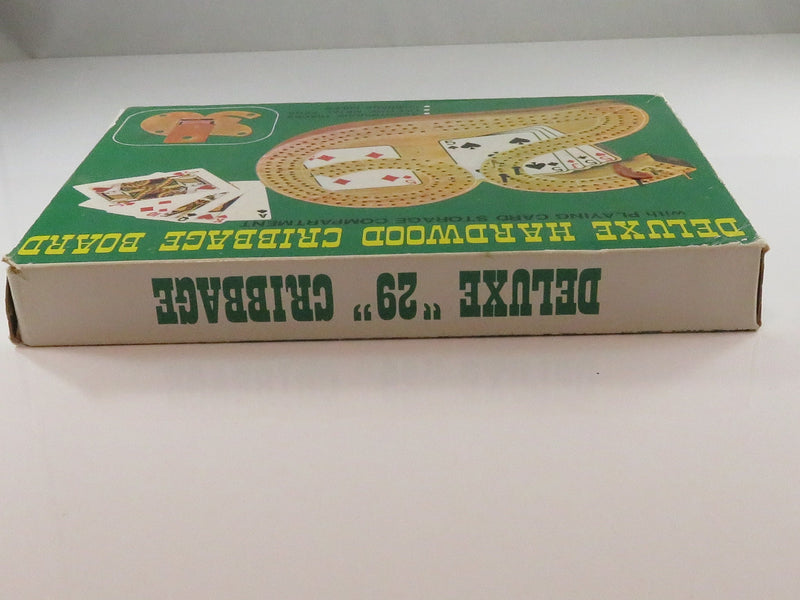 DELUXE HARDWOOD CRIBBAGE BOARD
with PLAYING CARD STORAGE COMPARTMENT
DELUXE "29" CRIBBAGE